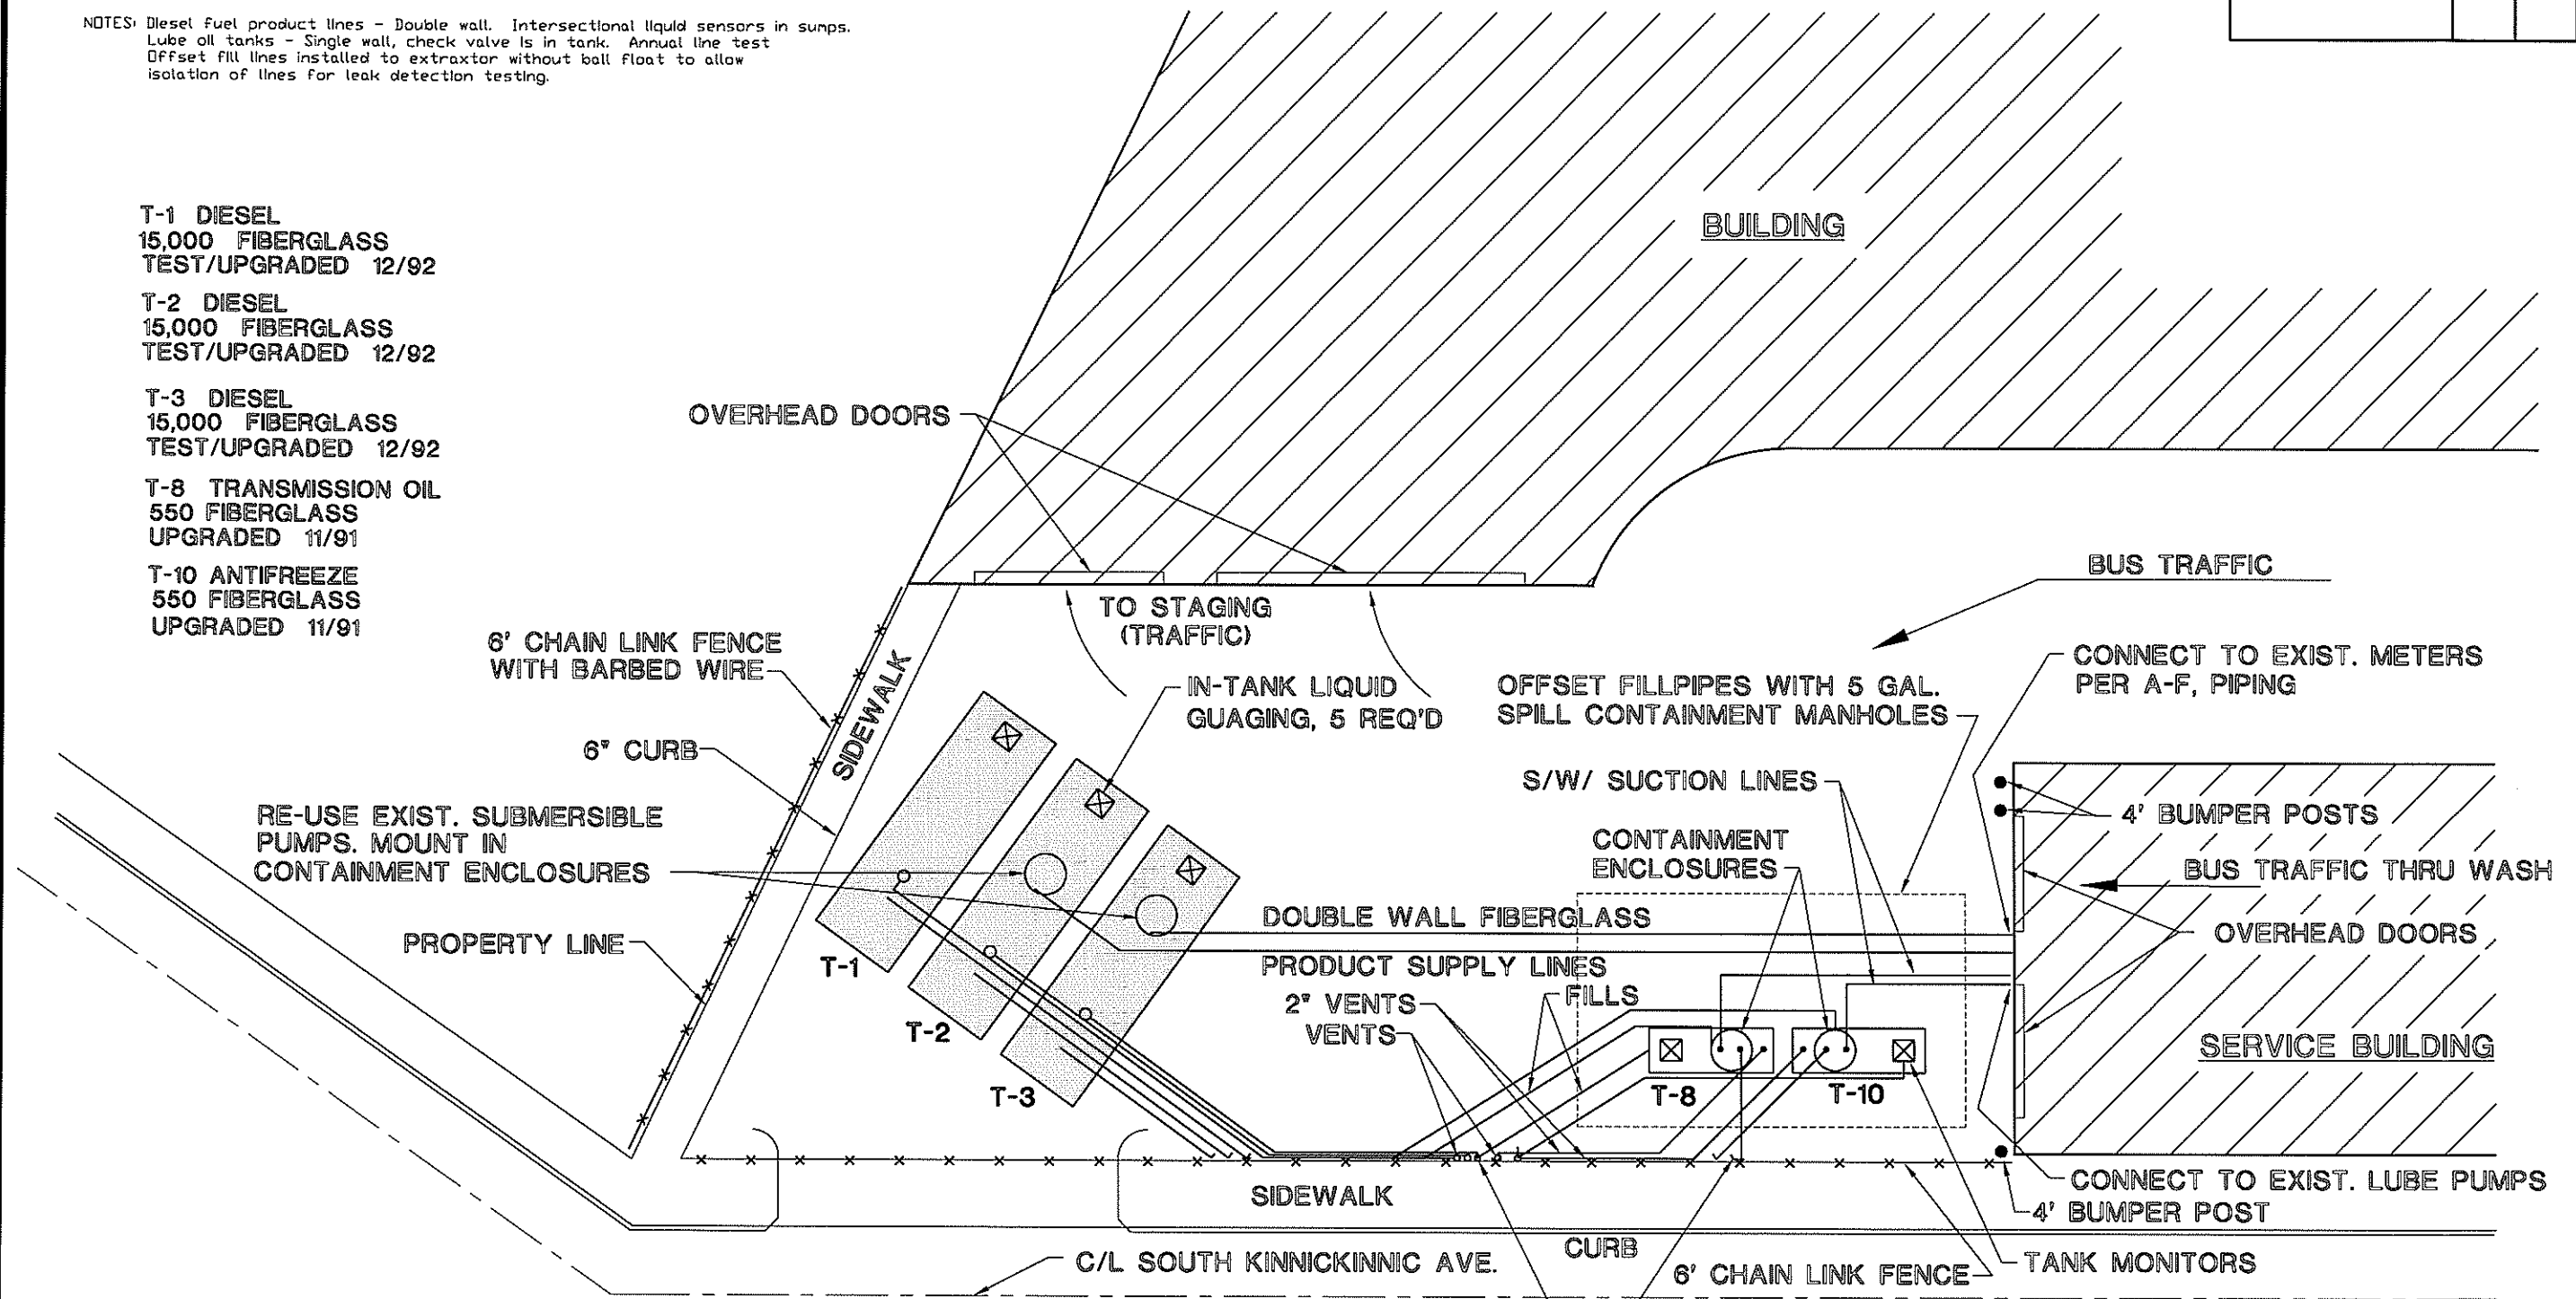 NOTES: Diesel fuel product lines - Double wall. Intersectional liquid sensors in sumps.
Lube oil tanks - Single wall, check valve is in tank. Annual line test
Offset fill lines installed to extraxtor without ball float to allow
isolation of lines for leak detection testing.
T-1 DIESEL
15,000 FIBERGLASS
TEST/UPGRADED 12/92
T-2 DIESEL
15,000 FIBERGLASS
TEST/UPGRADED 12/92
T-3 DIESEL
15,000 FIBERGLASS
TEST/UPGRADED 12/92
T-8 TRANSMISSION OIL
550 FIBERGLASS
UPGRADED 11/91
T-10 ANTIFREEZE
550 FIBERGLASS
UPGRADED 11/91
BUILDING
OVERHEAD DOORS
TO STAGING
(TRAFFIC)
BUS TRAFFIC
6' CHAIN LINK FENCE
WITH BARBED WIRE
SIDEWALK
6" CURB
IN-TANK LIQUID
GUAGING, 5 REQ'D
OFFSET FILLPIPES WITH 5 GAL.
SPILL CONTAINMENT MANHOLES
CONNECT TO EXIST. METERS
PER A-F, PIPING
S/W/ SUCTION LINES
CONTAINMENT
ENCLOSURES
4' BUMPER POSTS
BUS TRAFFIC THRU WASH
OVERHEAD DOORS
RE-USE EXIST. SUBMERSIBLE
PUMPS. MOUNT IN
CONTAINMENT ENCLOSURES
PROPERTY LINE
DOUBLE WALL FIBERGLASS
PRODUCT SUPPLY LINES
T-1
T-2
T-3
2" VENTS
FILLS
VENTS
T-8
T-10
SERVICE BUILDING
SIDEWALK
CONNECT TO EXIST. LUBE PUMPS
4' BUMPER POST
CURB
C/L SOUTH KINNICKINNIC AVE.
6' CHAIN LINK FENCE
TANK MONITORS